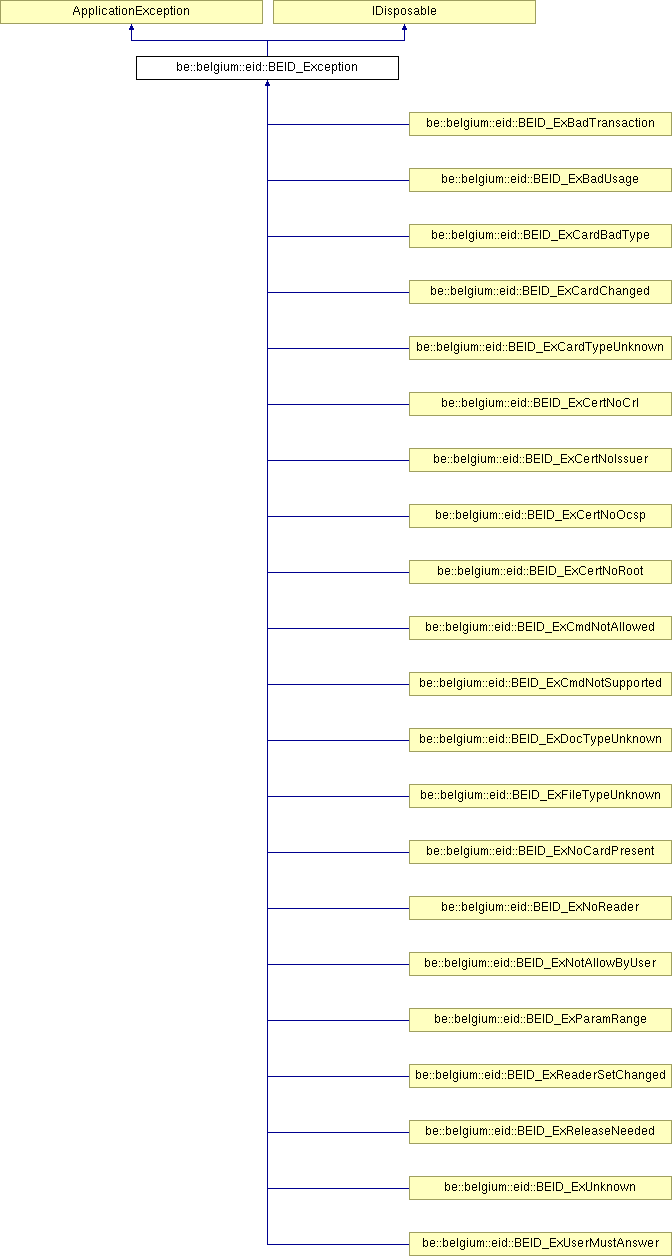 ApplicationException
IDisposable
be::belgium::eid::BEID_Exception
be::belgium::eid::BEID_ExBadTransaction
be::belgium::eid::BEID_ExBadUsage
be::belgium::eid::BEID_ExCardBadType
be::belgium::eid::BEID_ExCardChanged
be::belgium::eid::BEID_ExCardTypeUnknown
be::belgium::eid::BEID_ExCertNoCrl
be::belgium::eid::BEID_ExCertNoIssuer
be::belgium::eid::BEID_ExCertNoOcsp
be::belgium::eid::BEID_ExCertNoRoot
be::belgium::eid::BEID_ExCmdNotAllowed
be::belgium::eid::BEID_ExCmdNotSupported
be::belgium::eid::BEID_ExDocTypeUnknown
be::belgium::eid::BEID_ExFileTypeUnknown
be::belgium::eid::BEID_ExNoCardPresent
be::belgium::eid::BEID_ExNoReader
be::belgium::eid::BEID_ExNotAllowByUser
be::belgium::eid::BEID_ExParamRange
be::belgium::eid::BEID_ExReaderSetChanged
be::belgium::eid::BEID_ExReleaseNeeded
be::belgium::eid::BEID_ExUnknown
be::belgium::eid::BEID_ExUserMustAnswer